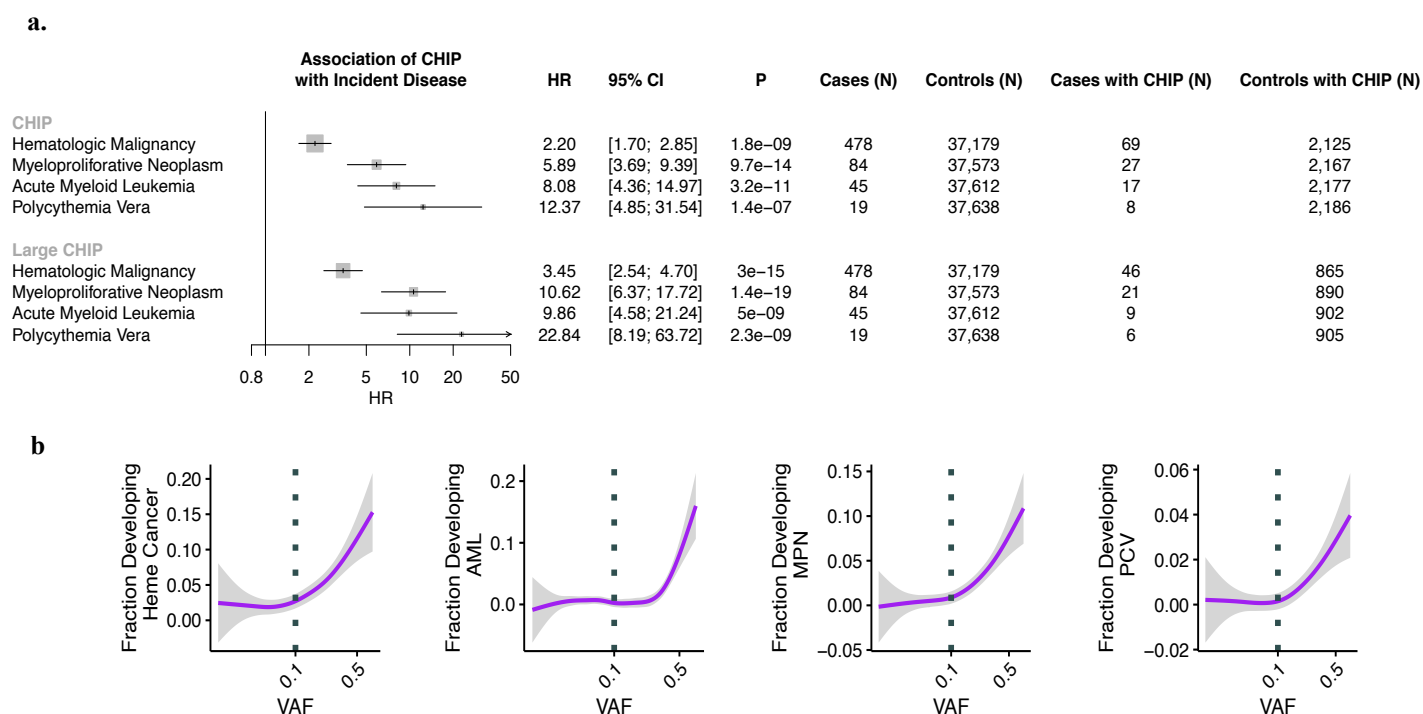 a.
Association of CHIP
with Incident Disease HR 95% CI P Cases (N) Controls (N) Cases with CHIP (N) Controls with CHIP (N)
CHIP
Hematologic Malignancy 2.20 [1.70; 2.85] 1.8e−09 478 37,179 69 2,125
Myeloproliforative Neoplasm 5.89 [3.69; 9.39] 9.7e−14 84 37,573 27 2,167
Acute Myeloid Leukemia 8.08 [4.36; 14.97] 3.2e−11 45 37,612 17 2,177
Polycythemia Vera 12.37 [4.85; 31.54] 1.4e−07 19 37,638 8 2,186
Large CHIP
Hematologic Malignancy 3.45 [2.54; 4.70] 3e−15 478 37,179 46 865
Myeloproliforative Neoplasm 10.62 [6.37; 17.72] 1.4e−19 84 37,573 21 890
Acute Myeloid Leukemia 9.86 [4.58; 21.24] 5e−09 45 37,612 9 902
Polycythemia Vera 22.84 [8.19; 63.72] 2.3e−09 19 37,638 6 905
0.8 2 5 10 20 50
HR
b
Fraction Developing
Heme Cancer
0.20
0.15
0.10
0.05
0.00
0.1 0.5
VAF
Fraction Developing
AML
0.2
0.1
0.0
0.1 0.5
VAF
Fraction Developing
MPN
0.15
0.10
0.05
0.00
−0.05
0.1 0.5
VAF
Fraction Developing
PCV
0.06
0.04
0.02
0.00
−0.02
0.1 0.5
VAF